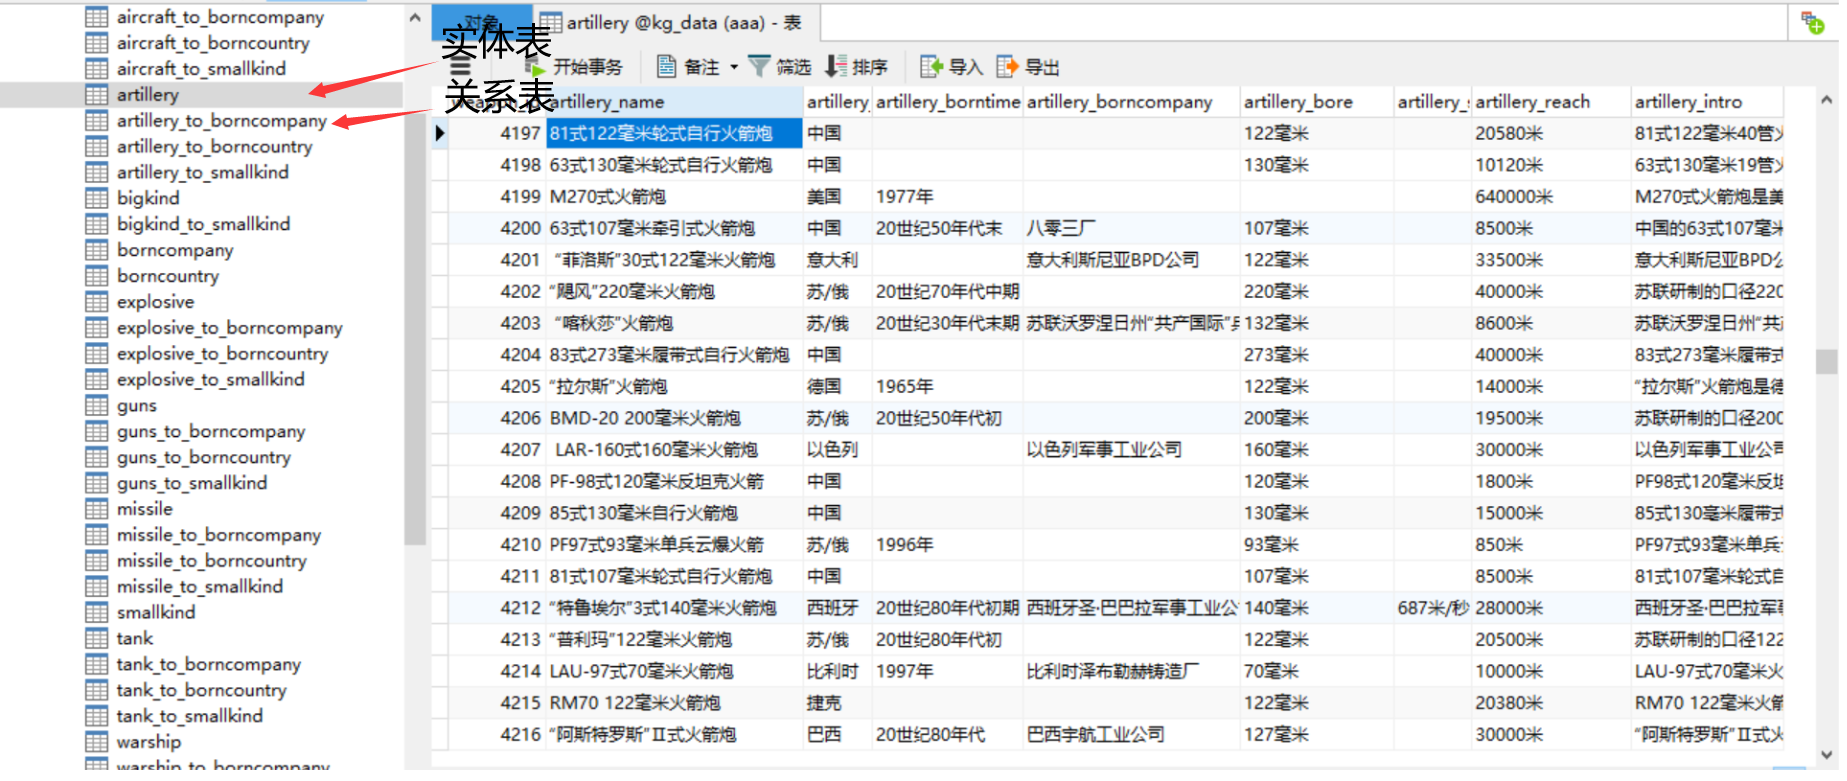 aircraft_to_borncompany
aircraft_to_borncountry
aircraft_to_smallkind
artillery
artillery_to_borncompany
artillery_to_borncountry
artillery_to_smallkind
bigkind
bigkind_to_smallkind
borncompany
borncountry
explosive
explosive_to_borncompany
explosive_to_borncountry
explosive_to_smallkind
guns
guns_to_borncompany
guns_to_borncountry
guns_to_smallkind
missile
missile_to_borncompany
missile_to_borncountry
missile_to_smallkind
smallkind
tank
tank_to_borncompany
tank_to_borncountry
tank_to_smallkind
warship
warship_to_borncompany
实体表
关系表
对象 artillery @kg_data (aaa) - 表
开始事务 备注 筛选 排序 导入 导出
artillery_name artillery_ artillery_borntime artillery_borncompany artillery_bore artillery_ artillery_reach artillery_intro
4197 81式122毫米轮式自行火箭炮 中国 122毫米 20580米 81式122毫米40管火
4198 63式130毫米轮式自行火箭炮 中国 130毫米 10120米 63式130毫米19管火
4199 M270式火箭炮 美国 1977年 640000米 M270式火箭炮是美
4200 63式107毫米牵引式火箭炮 中国 20世纪50年代末 八零三厂 107毫米 8500米 中国的63式107毫米
4201 “菲洛斯”30式122毫米火箭炮 意大利 意大利斯尼亚BPD公司 122毫米 33500米 意大利斯尼亚BPD公
4202 “飓风”220毫米火箭炮 苏/俄 20世纪70年代中期 220毫米 40000米 苏联研制的口径220
4203 “喀秋莎”火箭炮 苏/俄 20世纪30年代末期 苏联沃罗涅日州“共产国际”兵 132毫米 8600米 苏联沃罗涅日州“共产
4204 83式273毫米履带式自行火箭炮 中国 273毫米 40000米 83式273毫米履带式
4205 “拉尔斯”火箭炮 德国 1965年 122毫米 14000米 “拉尔斯”火箭炮是德
4206 BMD-20 200毫米火箭炮 苏/俄 20世纪50年代初 200毫米 19500米 苏联研制的口径200
4207 LAR-160式160毫米火箭炮 以色列 以色列军事工业公司 160毫米 30000米 以色列军事工业公司
4208 PF-98式120毫米反坦克火箭 中国 120毫米 1800米 PF98式120毫米反坦
4209 85式130毫米自行火箭炮 中国 130毫米 15000米 85式130毫米履带式
4210 PF97式93毫米单兵云爆火箭 苏/俄 1996年 93毫米 850米 PF97式93毫米单兵
4211 81式107毫米轮式自行火箭炮 中国 107毫米 8500米 81式107毫米轮式自
4212 “特鲁埃尔”3式140毫米火箭炮 西班牙 20世纪80年代初期 西班牙圣·巴巴拉军事工业公 140毫米 687米/秒 28000米 西班牙圣·巴巴拉军
4213 “普利玛”122毫米火箭炮 苏/俄 20世纪80年代初 122毫米 20500米 苏联研制的口径122
4214 LAU-97式70毫米火箭炮 比利时 1997年 比利时泽布勒赫铸造厂 70毫米 10000米 LAU-97式70毫米火
4215 RM70 122毫米火箭炮 捷克 122毫米 20380米 RM70 122毫米火箭
4216 “阿斯特罗斯”Ⅱ式火箭炮 巴西 20世纪80年代 巴西宇航工业公司 127毫米 30000米 “阿斯特罗斯”Ⅱ式火